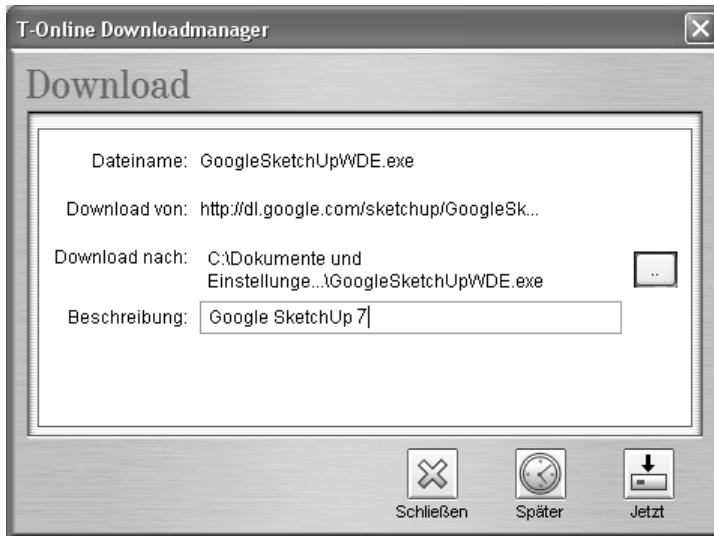 T-Online Downloadmanager
Download
Dateiname: GoogleSketchUpWDE.exe
Download von: http://dl.google.com/sketchup/GoogleSk...
Download nach: C:\Dokumente und
Einstellunge...\GoogleSketchUpWDE.exe
..
Beschreibung: Google SketchUp 7
Schließen Später Jetzt